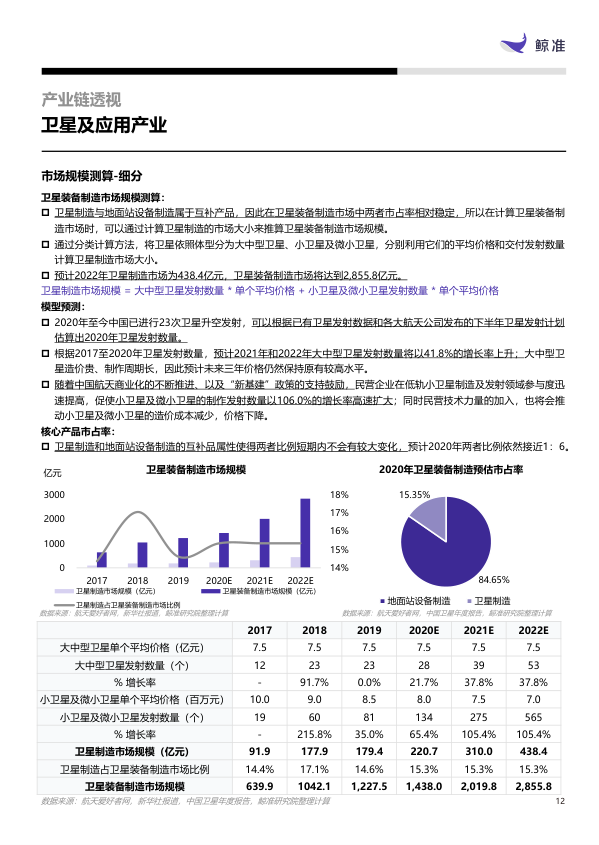 鲸准
产业链透视
卫星及应用产业
市场规模测算-细分
卫星装备制造市场规模测算：
卫星制造与地面站设备制造属于互补产品，因此在卫星装备制造市场中两者市占率相对稳定，所以在计算卫星装备制
造市场时，可以通过计算卫星制造的市场大小来推算卫星装备制造市场规模。
通过分类计算方法，将卫星依照体型分为大中型卫星、小卫星及微小卫星，分别利用它们的平均价格和交付发射数量
计算卫星制造市场大小。
预计2022年卫星制造市场为438.4亿元，卫星装备制造市场将达到2,855.8亿元。
卫星制造市场规模 = 大中型卫星发射数量 * 单个平均价格 + 小卫星及微小卫星发射数量 * 单个平均价格
模型预测：
2020年至今中国已进行23次卫星升空发射，可以根据已有卫星发射数据和各大航天公司发布的下半年卫星发射计划
估算出2020年卫星发射数量。
根据2017至2020年卫星发射数量，预计2021年和2022年大中型卫星发射数量将以41.8%的增长率上升；大中型卫
星造价贵、制作周期长，因此预计未来三年价格仍然保持原有较高水平。
随着中国航天商业化的不断推进、以及“新基建”政策的支持鼓励，民营企业在低轨小卫星制造及发射领域参与度迅
速提高，促使小卫星及微小卫星的制作发射数量以106.0%的增长率高速扩大；同时民营技术力量的加入，也将会推
动小卫星及微小卫星的造价成本减少，价格下降。
核心产品市占率：
卫星制造和地面站设备制造的互补品属性使得两者比例短期内不会有较大变化，预计2020年两者比例依然接近1：6。
亿元 卫星装备制造市场规模
3000 18%
2000 17%
16%
1000 15%
0 14%
2017 2018 2019 2020E 2021E 2022E
卫星制造市场规模（亿元） 卫星装备制造市场规模（亿元）
卫星制造占卫星装备制造市场比例
数据来源：航天爱好者网，新华社报道，鲸准研究院整理计算
2020年卫星装备制造预估市占率
15.35%
84.65%
地面站设备制造 卫星制造
数据来源：航天爱好者网，中国卫星年度报告，鲸准研究院整理计算
2017 2018 2019 2020E 2021E 2022E
大中型卫星单个平均价格（亿元） 7.5 7.5 7.5 7.5 7.5 7.5
大中型卫星发射数量（个） 12 23 23 28 39 53
% 增长率 - 91.7% 0.0% 21.7% 37.8% 37.8%
小卫星及微小卫星单个平均价格（百万元） 10.0 9.0 8.5 8.0 7.5 7.0
小卫星及微小卫星发射数量（个） 19 60 81 134 275 565
% 增长率 - 215.8% 35.0% 65.4% 105.4% 105.4%
卫星制造市场规模（亿元） 91.9 177.9 179.4 220.7 310.0 438.4
卫星制造占卫星装备制造市场比例 14.4% 17.1% 14.6% 15.3% 15.3% 15.3%
卫星装备制造市场规模 639.9 1042.1 1,227.5 1,438.0 2,019.8 2,855.8
数据来源：航天爱好者网，新华社报道，中国卫星年度报告，鲸准研究院整理计算
12